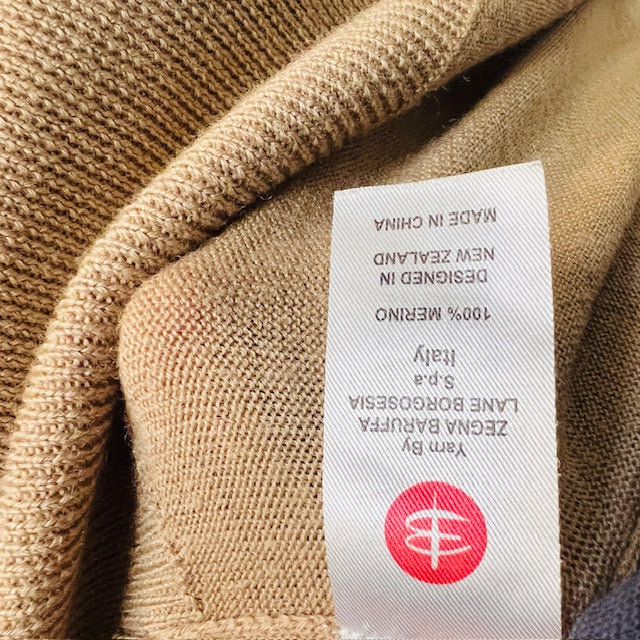 Yarn By
ZEGNA BARUFFA
LANE BORGOSESIA
S.p.a
Italy
100% MERINO
DESIGNED IN
NEW ZEALAND
MADE IN CHINA